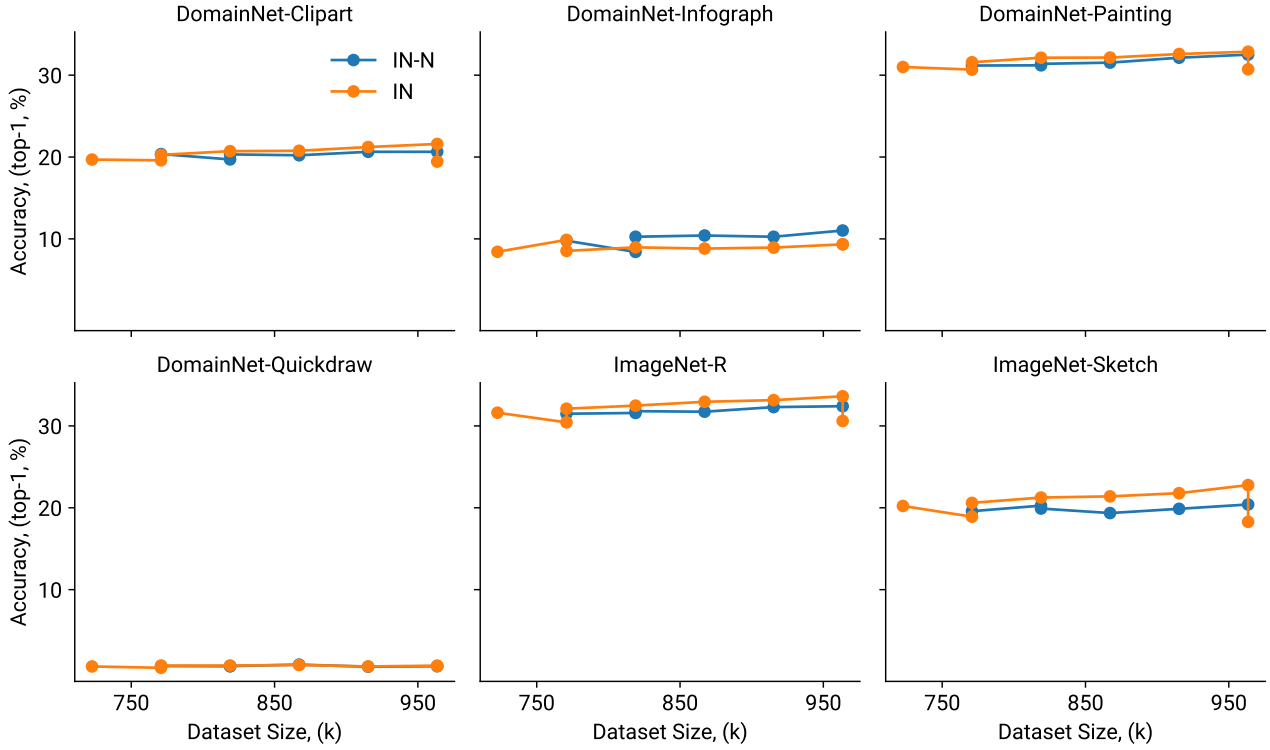 DomainNet-Clipart
DomainNet-Infograph
DomainNet-Painting
IN-N
IN
30
20
10
Accuracy, (top-1, %)
DomainNet-Quickdraw
ImageNet-R
ImageNet-Sketch
30
20
10
Accuracy, (top-1, %)
750 850 950
750 850 950
750 850 950
Dataset Size, (k)
Dataset Size, (k)
Dataset Size, (k)